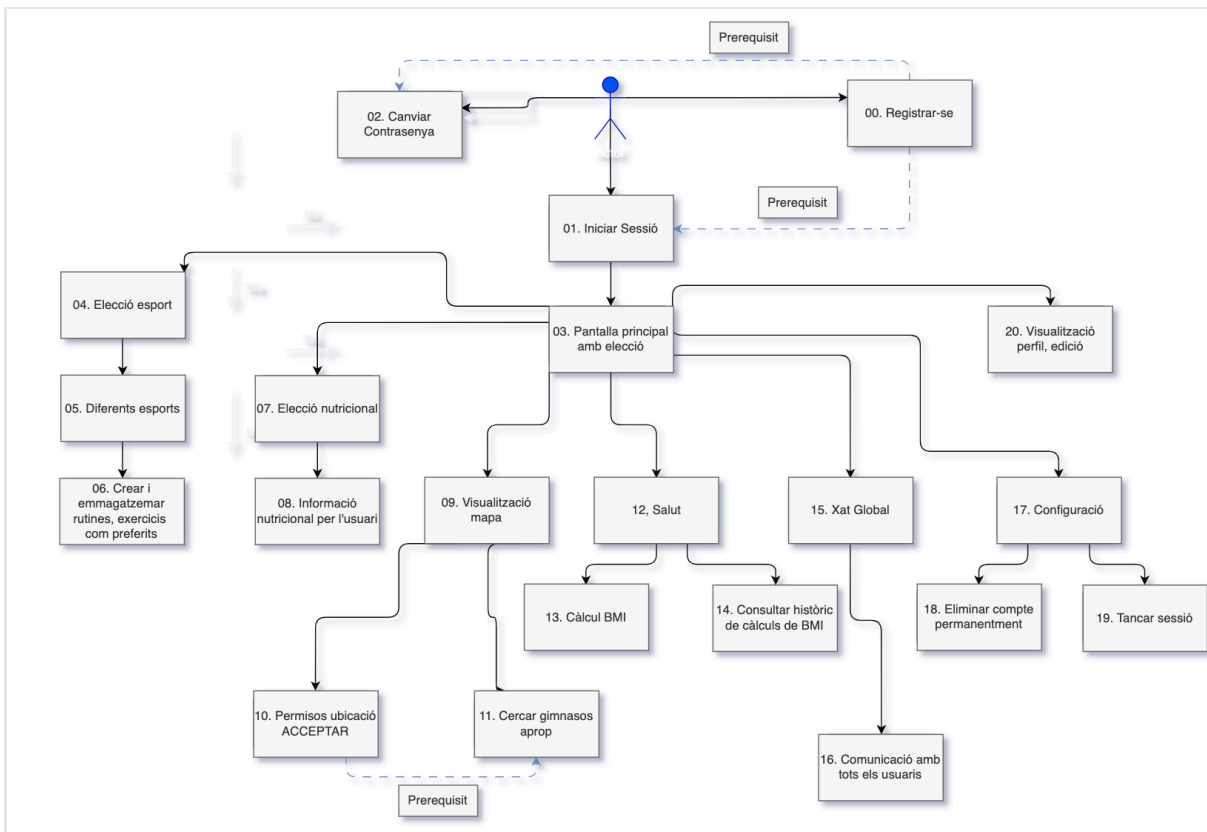 Prerequisit
02. Canviar
Contrasenya
00. Registrar-se
Actor
Prerequisit
01. Iniciar Sessió
04. Elecció esport
03. Pantalla principal
amb elecció
20. Visualització
perfil, edició
05. Diferents esports
07. Elecció nutricional
06. Crear i
emmagatzemar
rutines, exercicis
com preferits
08. Informació
nutricional per l'usuari
09. Visualització
mapa
12, Salut
15. Xat Global
17. Configuració
13. Càlcul BMI
14. Consultar històric
de càlculs de BMI
18. Eliminar compte
permanentment
19. Tancar sessió
10. Permisos ubicació
ACCEPTAR
11. Cercar gimnasos
aprop
16. Comunicació amb
tots els usuaris
Prerequisit